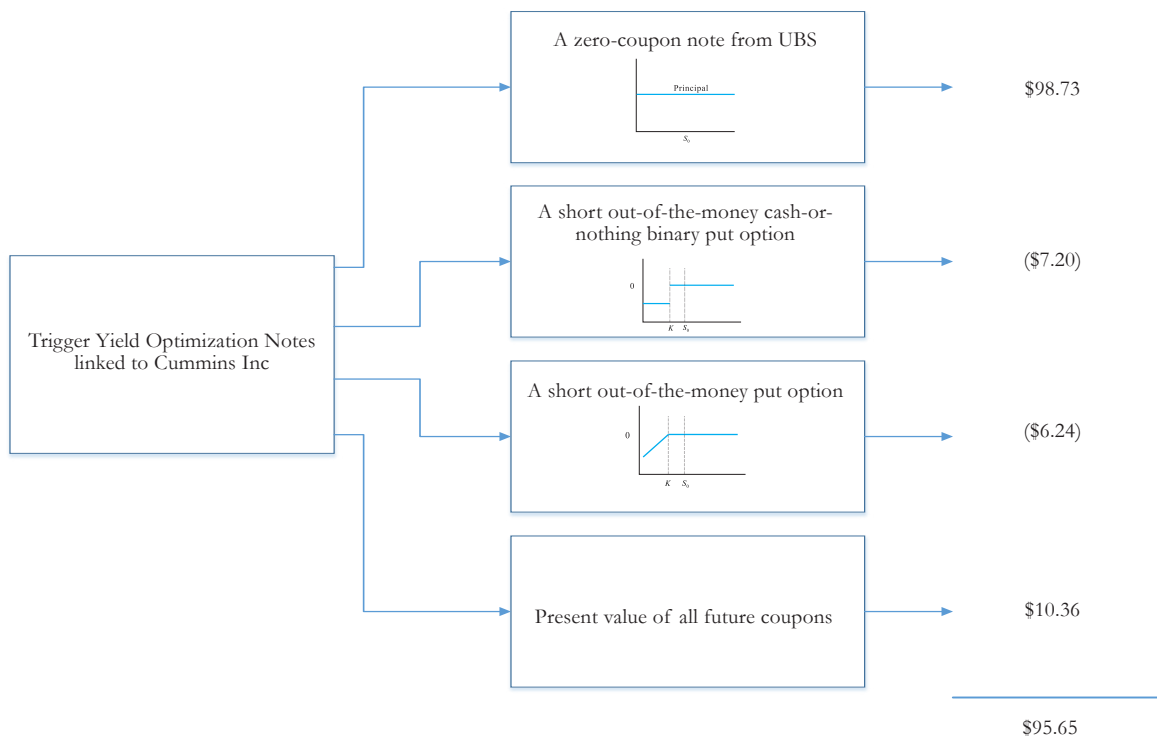 A zero-coupon note from UBS
Principal
S0
$98.73
A short out-of-the-money cash-or-
nothing binary put option
0
K
S0
($7.20)
Trigger Yield Optimization Notes
linked to Cummins Inc
A short out-of-the-money put option
0
K
S0
($6.24)
Present value of all future coupons
$10.36
$95.65